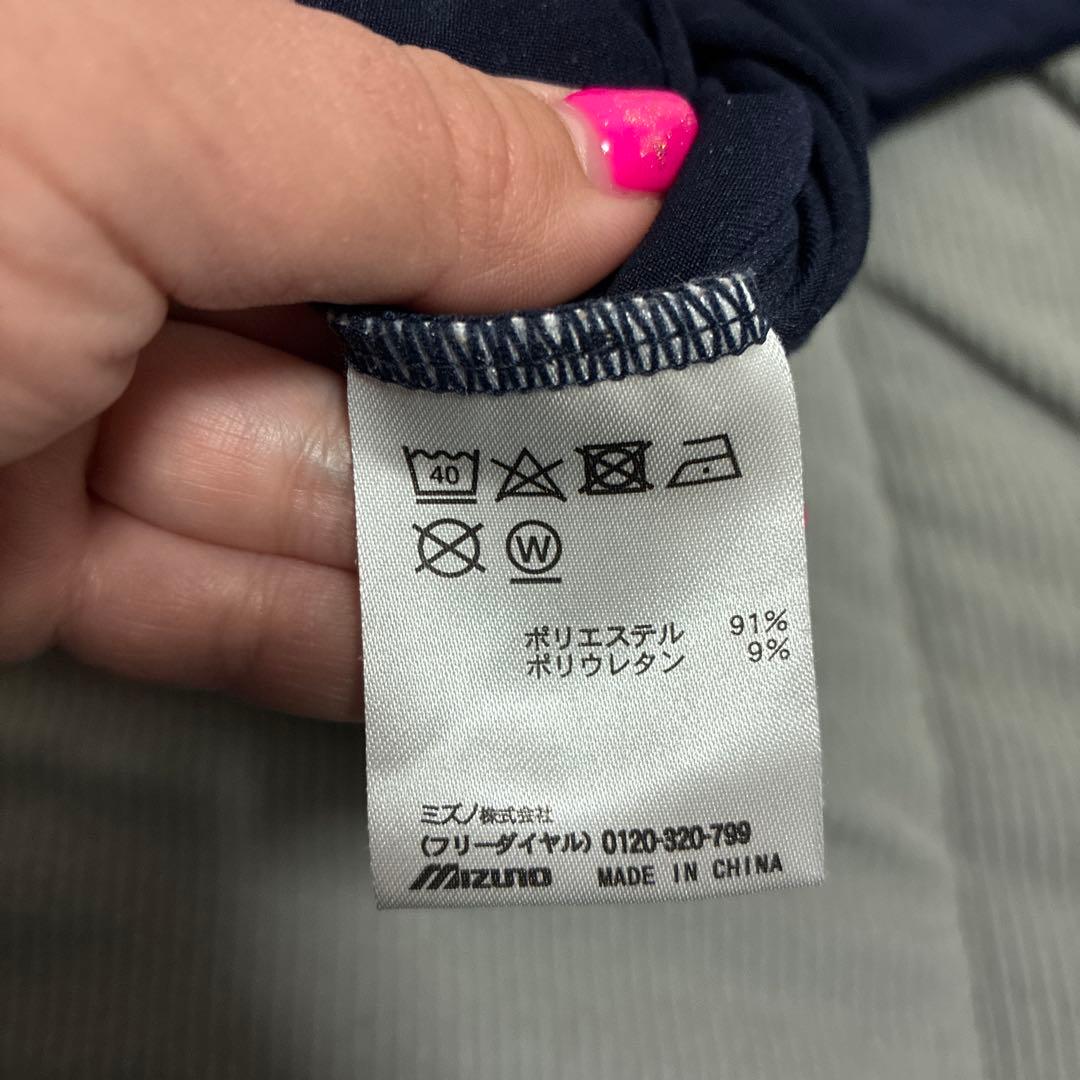 40
W
ポリエステル 91%
ポリウレタン 9%
ミズノ株式会社
(フリーダイヤル) 0120-320-799
Mizuno MADE IN CHINA